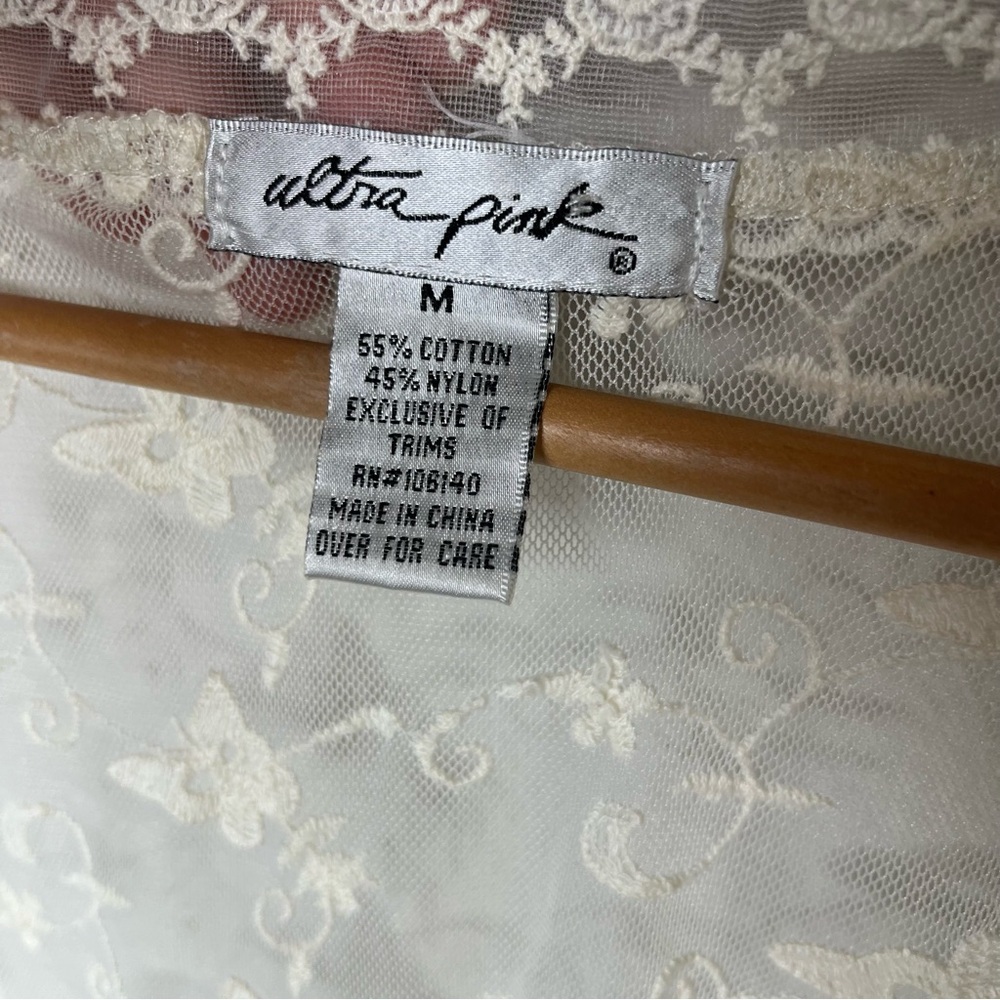 ultra pink
®
M
55% COTTON
45% NYLON
EXCLUSIVE OF
TRIMS
RN#106140
MADE IN CHINA
OVER FOR CARE